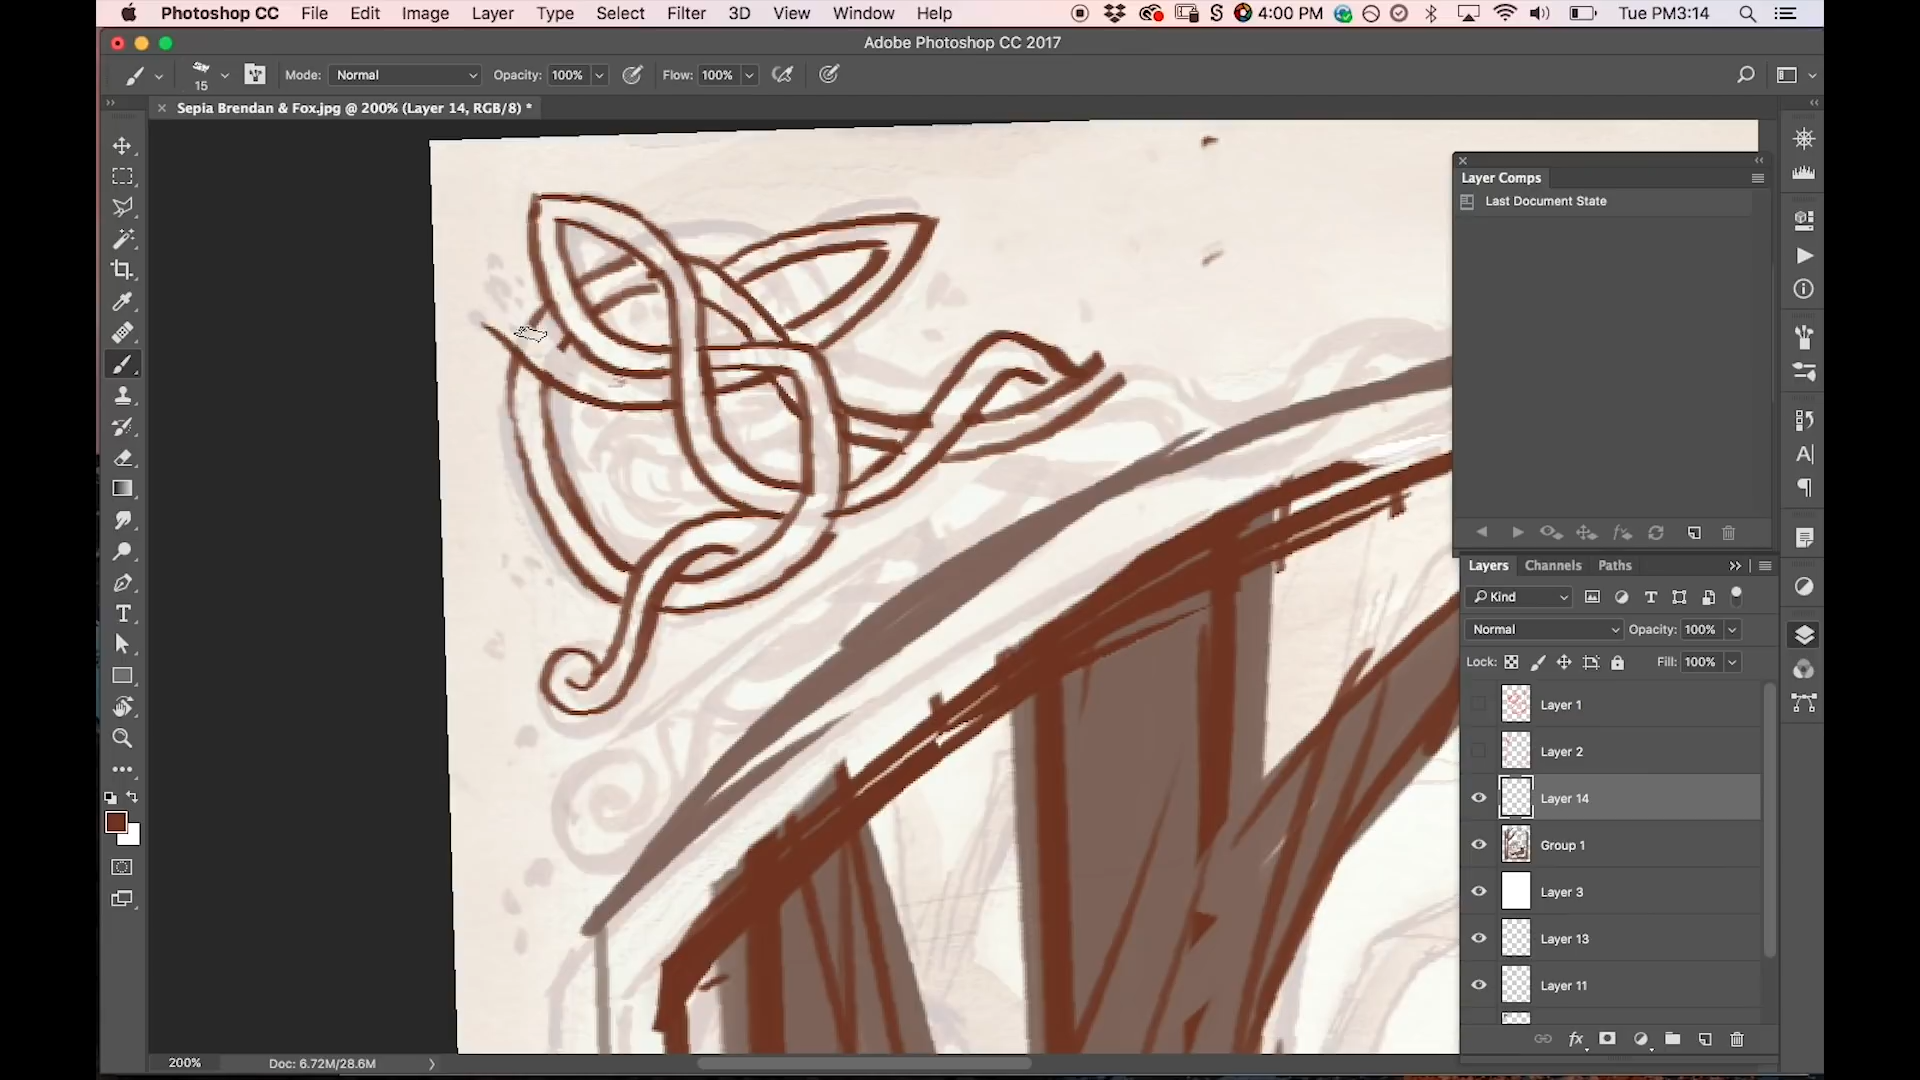 Photoshop CC File Edit Image Layer Type Select Filter 3D View Window Help 4:00 PM Tue PM3:14
Adobe Photoshop CC 2017
15 Mode: Normal Opacity: 100% Flow: 100%
Sepia Brendan & Fox.jpg @ 200% (Layer 14, RGB/8) *
Layer Comps
Last Document State
Layers Channels Paths
Kind
Normal Opacity: 100%
Lock: Fill: 100%
Layer 1
Layer 2
Layer 14
Group 1
Layer 3
Layer 13
Layer 11
200% Doc: 6.72M/28.6M